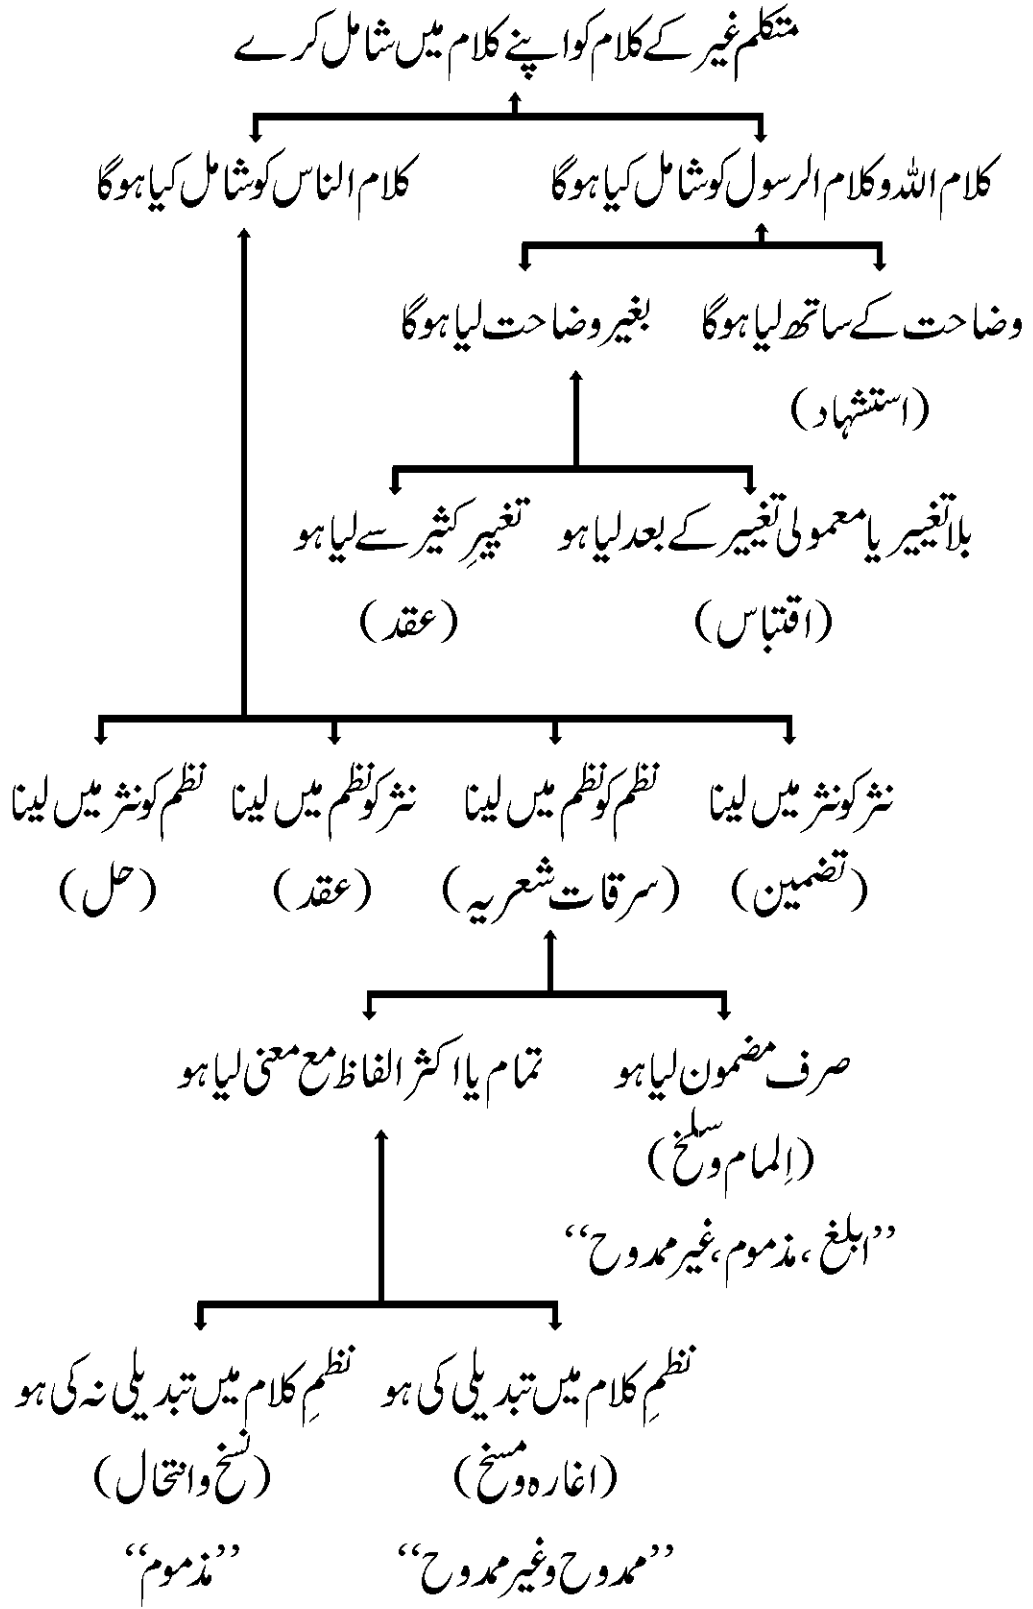 متکلم غیر کے کلام کو اپنے کلام میں شامل کرے
کلام اللہ و کلام الرسول کو شامل کیا ہوگا
کلام الناس کو شامل کیا ہوگا
وضاحت کے ساتھ لیا ہوگا
بغیر وضاحت لیا ہوگا
(استشہاد)
بلا تغییر یا معمولی تغییر کے بعد لیا ہو
تغییرِ کثیر سے لیا ہو
(اقتباس)
(عقد)
نثر کو نثر میں لینا
نظم کو نظم میں لینا
نثر کو نظم میں لینا
نظم کو نثر میں لینا
(تضمین)
(سرقات شعریہ)
(عقد)
(حل)
صرف مضمون لیا ہو
تمام یا اکثر الفاظ مع معنی لیا ہو
(اِلمام و سلخ)
’’ابلغ، مذموم، غیر ممدوح‘‘
نظمِ کلام میں تبدیلی کی ہو
نظمِ کلام میں تبدیلی نہ کی ہو
(اغارہ و مسخ)
(نسخ و انتحال)
’’ممدوح و غیر ممدوح‘‘
’’مذموم‘‘